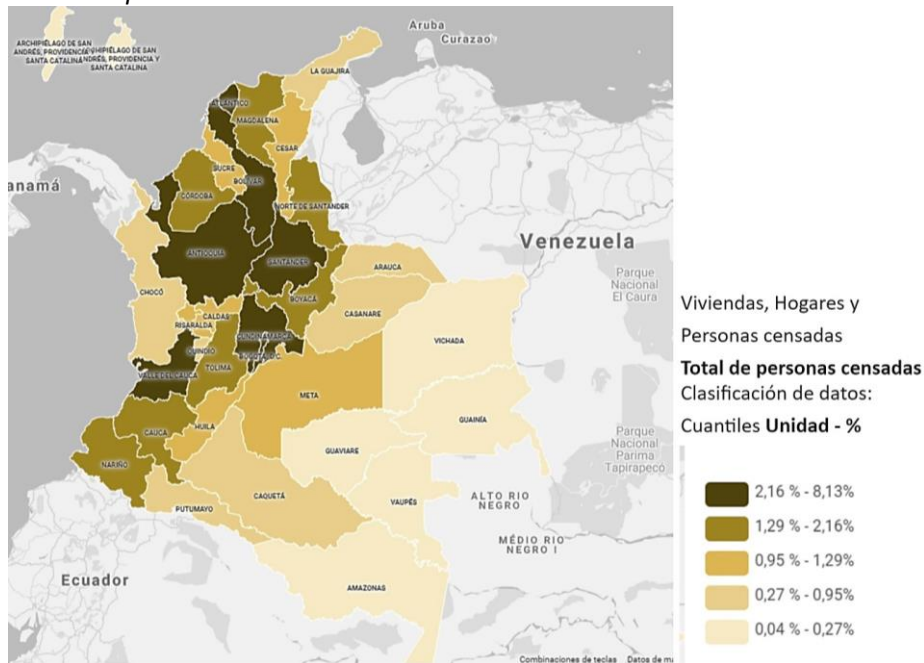 Aruba
Curazao
ARCHIPIÉLAGO DE SAN
ANDRÉS, PROVIDENCIA Y
SANTA CATALINA
ARCHIPIÉLAGO DE SAN
ANDRÉS, PROVIDENCIA Y
SANTA CATALINA
LA GUAJIRA
ATLÁNTICO
MAGDALENA
CESAR
SUCRE
BOLÍVAR
anamá
CÓRDOBA
NORTE DE SANTANDER
Venezuela
ANTIOQUIA
SANTANDER
ARAUCA
Parque
Nacional
El Caura
CHOCÓ
BOYACÁ
CASANARE
CALDAS
RISARALDA
CUNDINAMARCA
VICHADA
QUINDÍO
BOGOTÁ, D.C.
TOLIMA
VALLE DEL CAUCA
META
GUAINÍA
CAUCA
HUILA
Parque
Nacional
Parima
Tapirapecó
GUAVIARE
NARIÑO
CAQUETÁ
VAUPÉS
ALTO RIO
NEGRO
PUTUMAYO
MÉDIO RIO
NEGRO I
Ecuador
AMAZONAS
Combinaciones de teclas
Datos de ma
Viviendas, Hogares y
Personas censadas
Total de personas censadas
Clasificación de datos:
Cuantiles Unidad - %
2,16 % - 8,13%
1,29 % - 2,16%
0,95 % - 1,29%
0,27 % - 0,95%
0,04 % - 0,27%